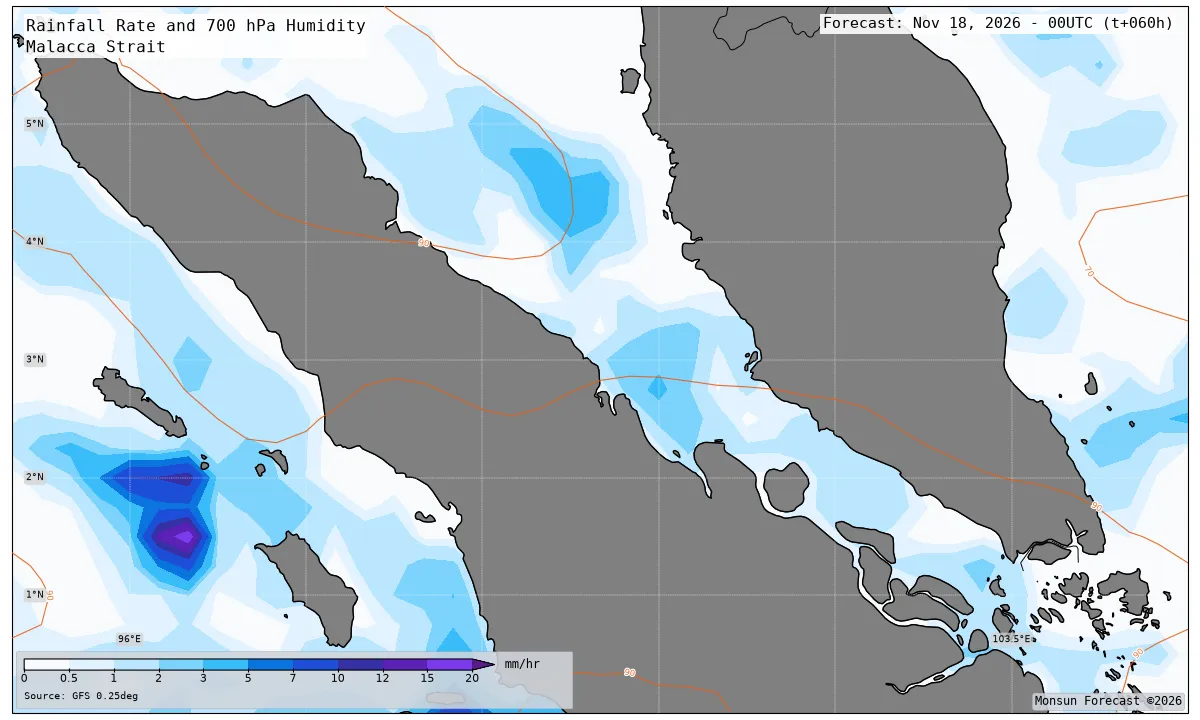 Rainfall Rate and 700 hPa Humidity
Malacca Strait
Forecast: Nov 18, 2026 - 00UTC (t+060h)
5°N
4°N
90
70
3°N
2°N
90
1°N
90
96°E
103.5°E
90
90
mm/hr
0 0.5 1 2 3 5 7 10 12 15 20
Source: GFS 0.25deg
Monsun Forecast ©2026